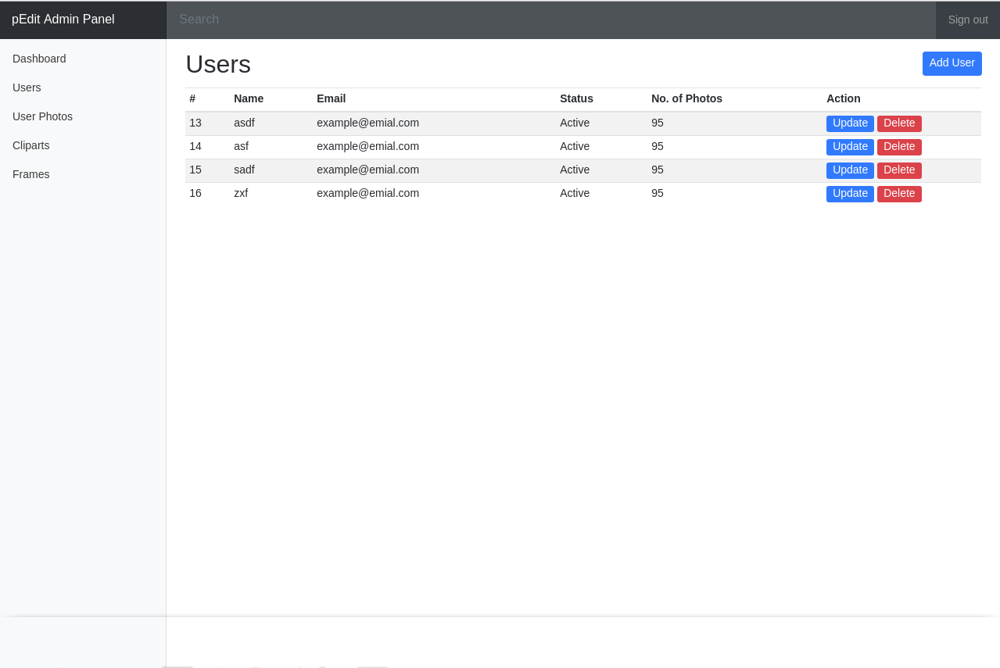 pEdit Admin Panel Search Sign out
Dashboard
Users
User Photos
Cliparts
Frames
Users Add User
# Name Email Status No. of Photos Action
13 asdf example@emial.com Active 95 Update Delete
14 asf example@emial.com Active 95 Update Delete
15 sadf example@emial.com Active 95 Update Delete
16 zxf example@emial.com Active 95 Update Delete